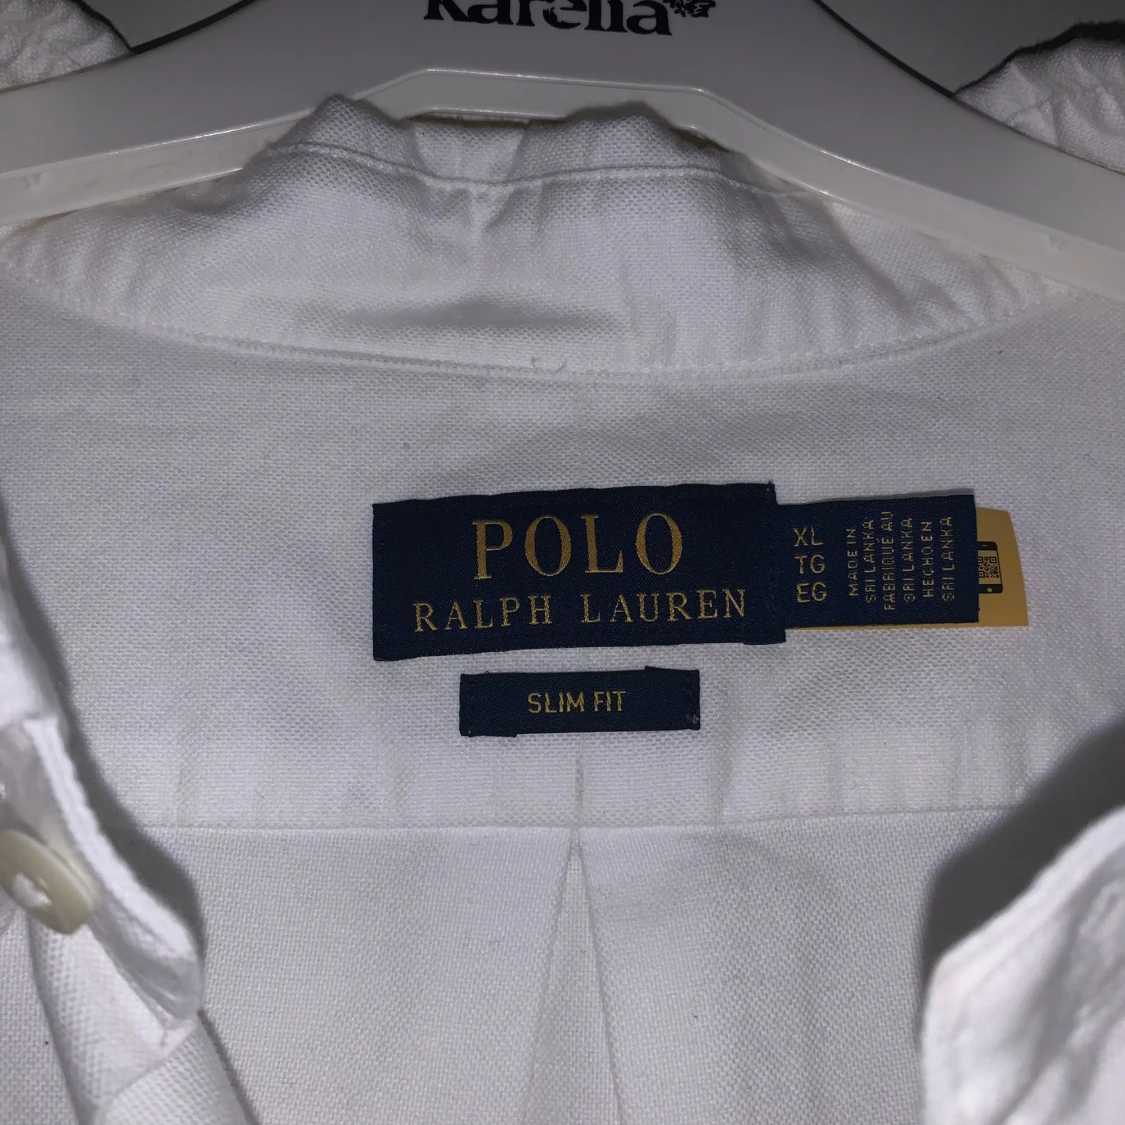 Karelia
POLO
RALPH LAUREN
XL
TG
EG
MADE IN
SRI LANKA
FABRIQUÉ AU
SRI LANKA
HECHO EN
SRI LANKA
SLIM FIT